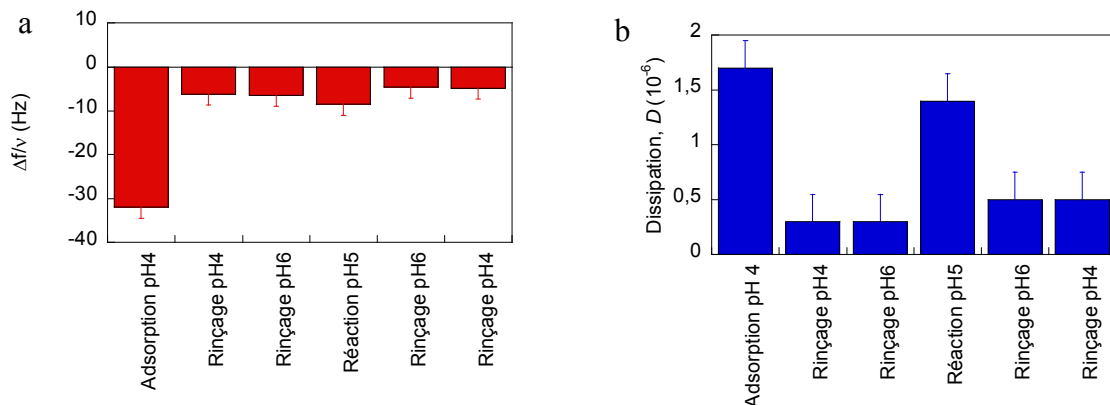 a
10
0
-10
-20
-30
-40
Δf/ν (Hz)
Adsorption pH4
Rinçage pH4
Rinçage pH6
Réaction pH5
Rinçage pH6
Rinçage pH4
b
2
1,5
1
0,5
0
Dissipation, D (10⁻⁶)
Adsorption pH 4
Rinçage pH4
Rinçage pH6
Réaction pH5
Rinçage pH6
Rinçage pH4